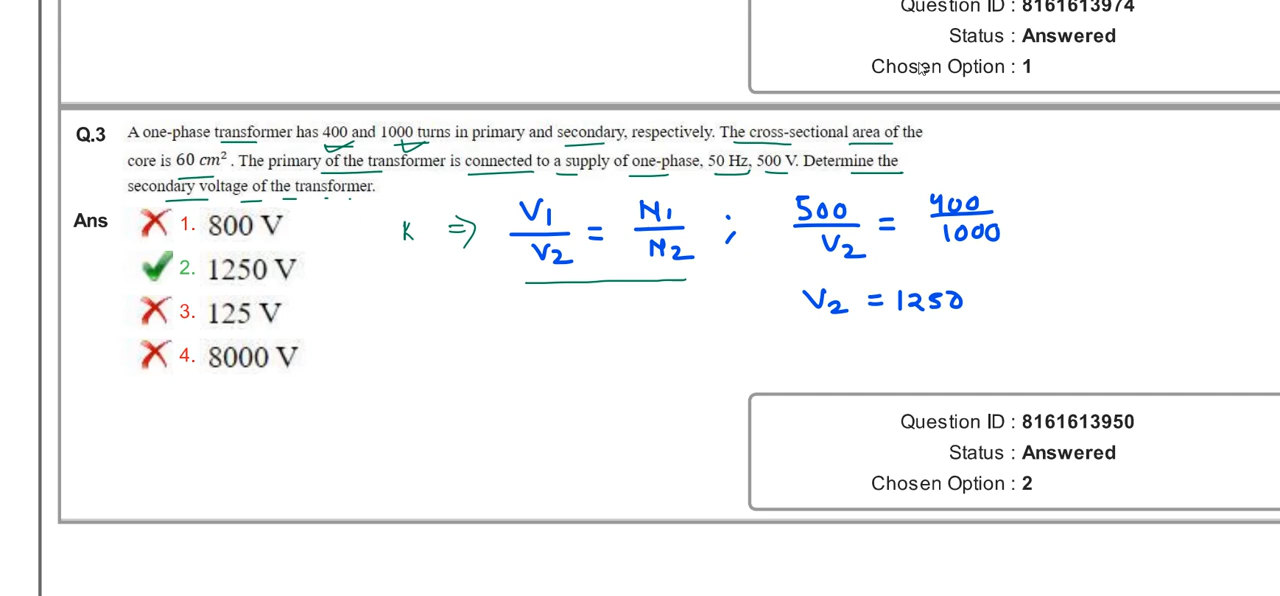 Question ID : 8161613974
Status : Answered
Chosen Option : 1
Q.3 A one-phase transformer has 400 and 1000 turns in primary and secondary, respectively. The cross-sectional area of the
core is 60 cm². The primary of the transformer is connected to a supply of one-phase, 50 Hz, 500 V. Determine the
secondary voltage of the transformer.
Ans 1. 800 V
2. 1250 V
3. 125 V
4. 8000 V
K ⇒ V1/V2 = N1/N2 ; 500/V2 = 400/1000
V2 = 1250
Question ID : 8161613950
Status : Answered
Chosen Option : 2